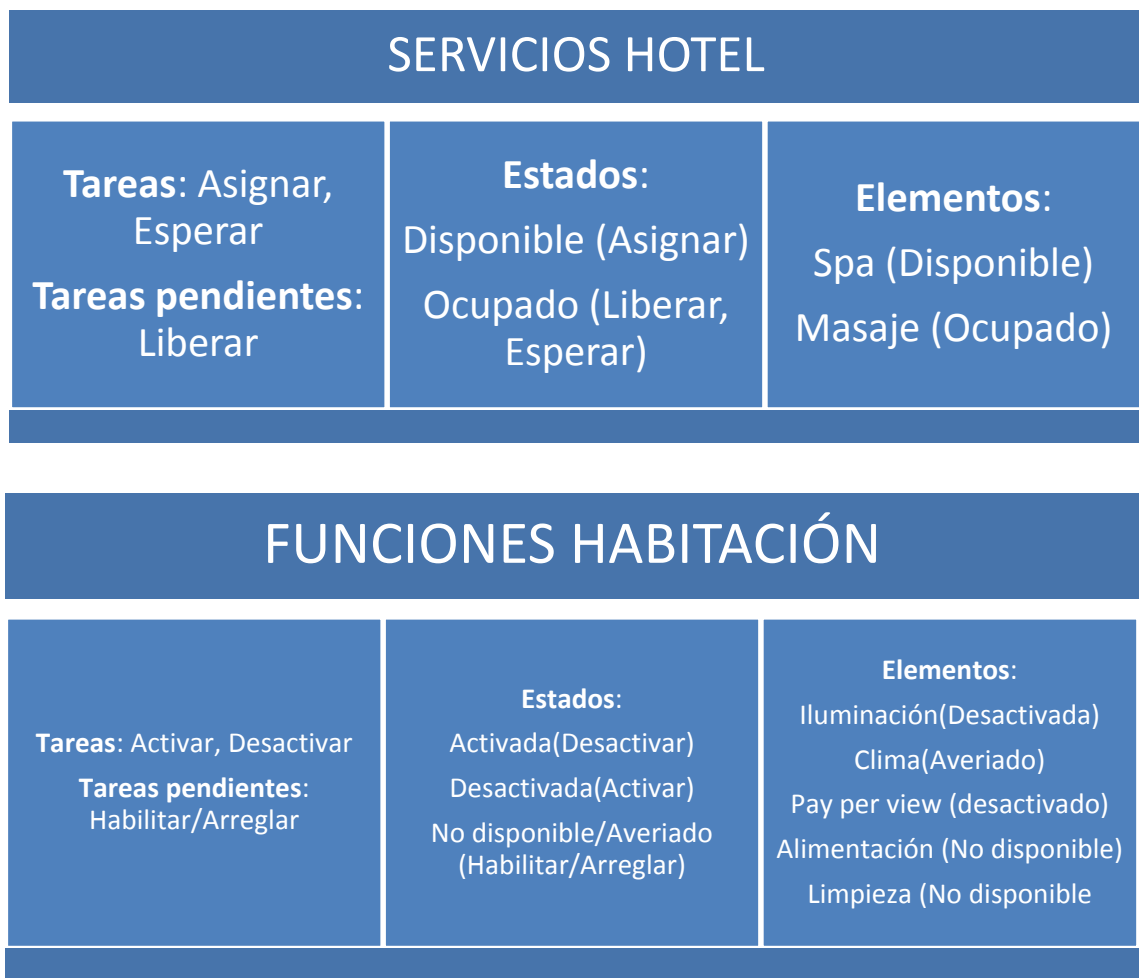 SERVICIOS HOTEL
Tareas: Asignar,
Esperar
Tareas pendientes:
Liberar
Estados:
Disponible (Asignar)
Ocupado (Liberar,
Esperar)
Elementos:
Spa (Disponible)
Masaje (Ocupado)
FUNCIONES HABITACIÓN
Tareas: Activar, Desactivar
Tareas pendientes:
Habilitar/Arreglar
Estados:
Activada(Desactivar)
Desactivada(Activar)
No disponible/Averiado
(Habilitar/Arreglar)
Elementos:
Iluminación(Desactivada)
Clima(Averiado)
Pay per view (desactivado)
Alimentación (No disponible)
Limpieza (No disponible